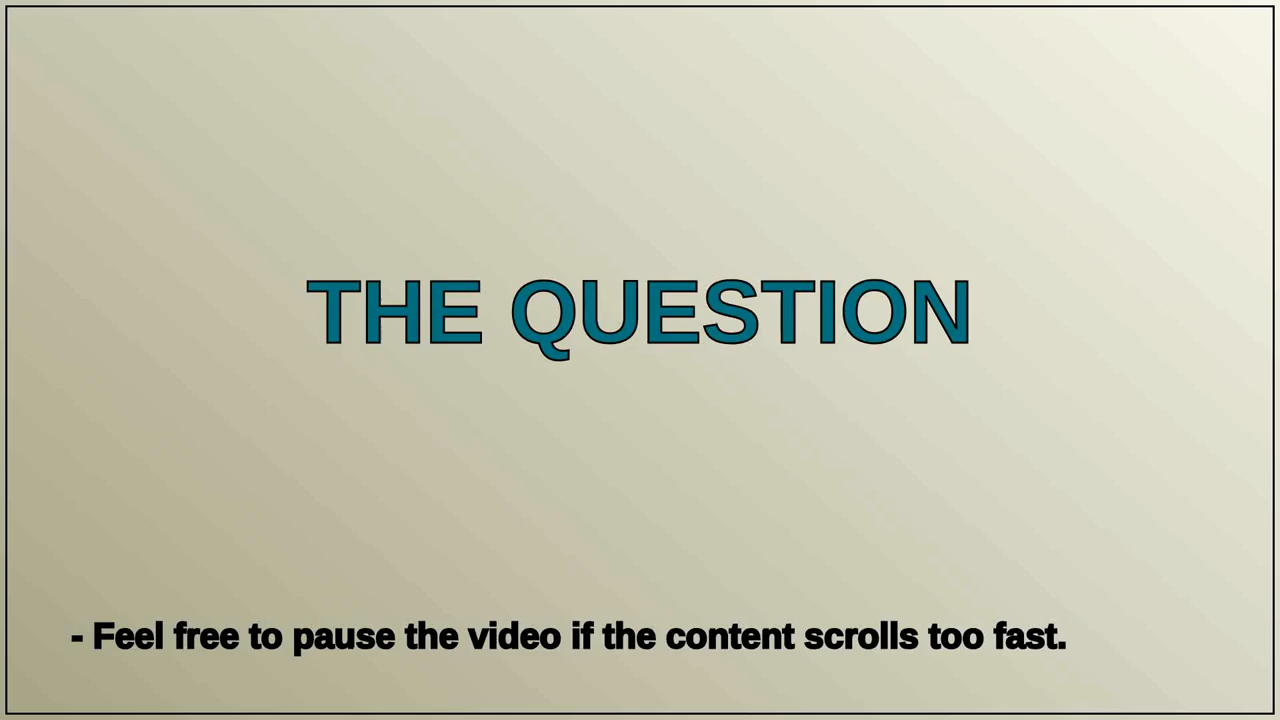 THE QUESTION
- Feel free to pause the video if the content scrolls too fast.